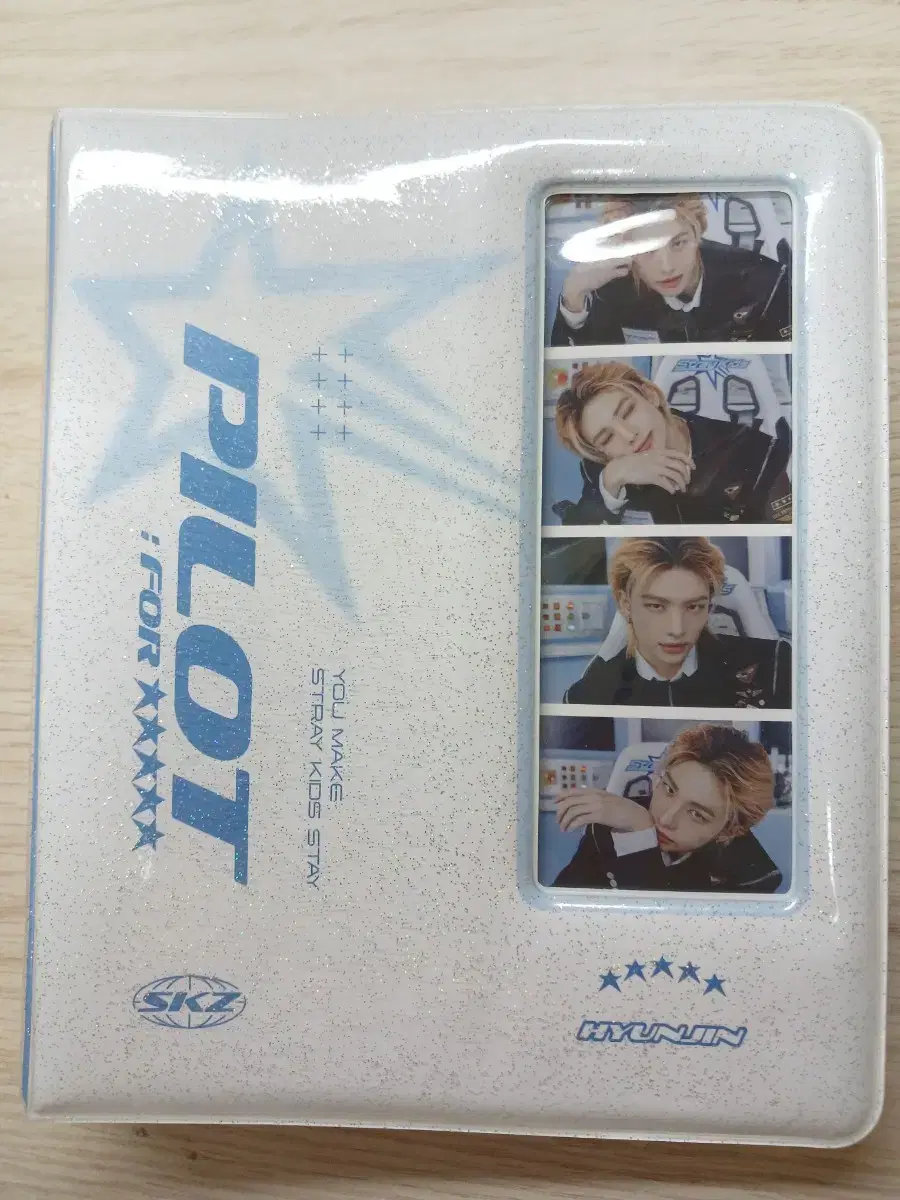 PILOT
: FOR ★★★★★
YOU MAKE
STRAY KIDS STAY
SKZ
★★★★★
HYUNJIN